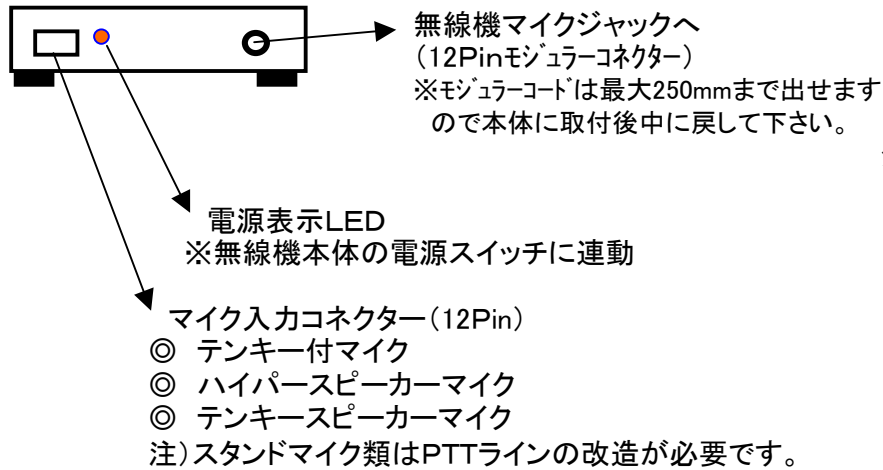 無線機マイクジャックへ
(12Pinﾓｼﾞｭﾗｰｺﾈｸﾀｰ)
※ﾓｼﾞｭﾗｰｺｰﾄﾞは最大250mmまで出せます
ので本体に取付後中に戻して下さい。
電源表示LED
※無線機本体の電源スイッチに連動
マイク入力コネクター(12Pin)
◎ テンキー付マイク
◎ ハイパースピーカーマイク
◎ テンキースピーカーマイク
注)スタンドマイク類はPTTラインの改造が必要です。